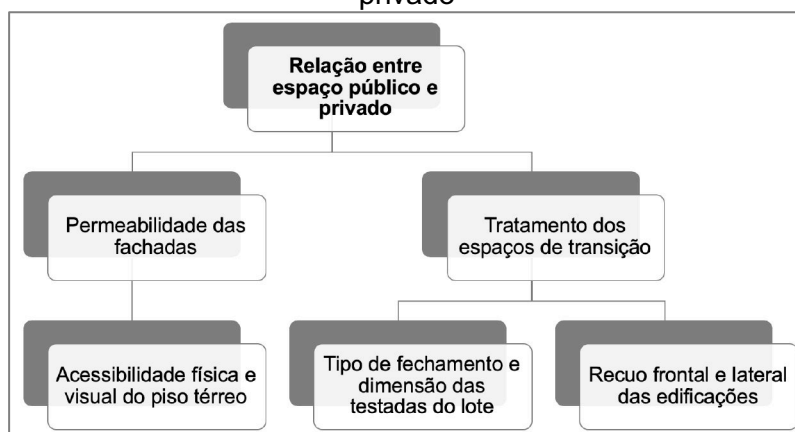 privado
Relação entre
espaço público e
privado
Permeabilidade das
fachadas
Tratamento dos
espaços de transição
Acessibilidade física e
visual do piso térreo
Tipo de fechamento e
dimensão das
testadas do lote
Recuo frontal e lateral
das edificações